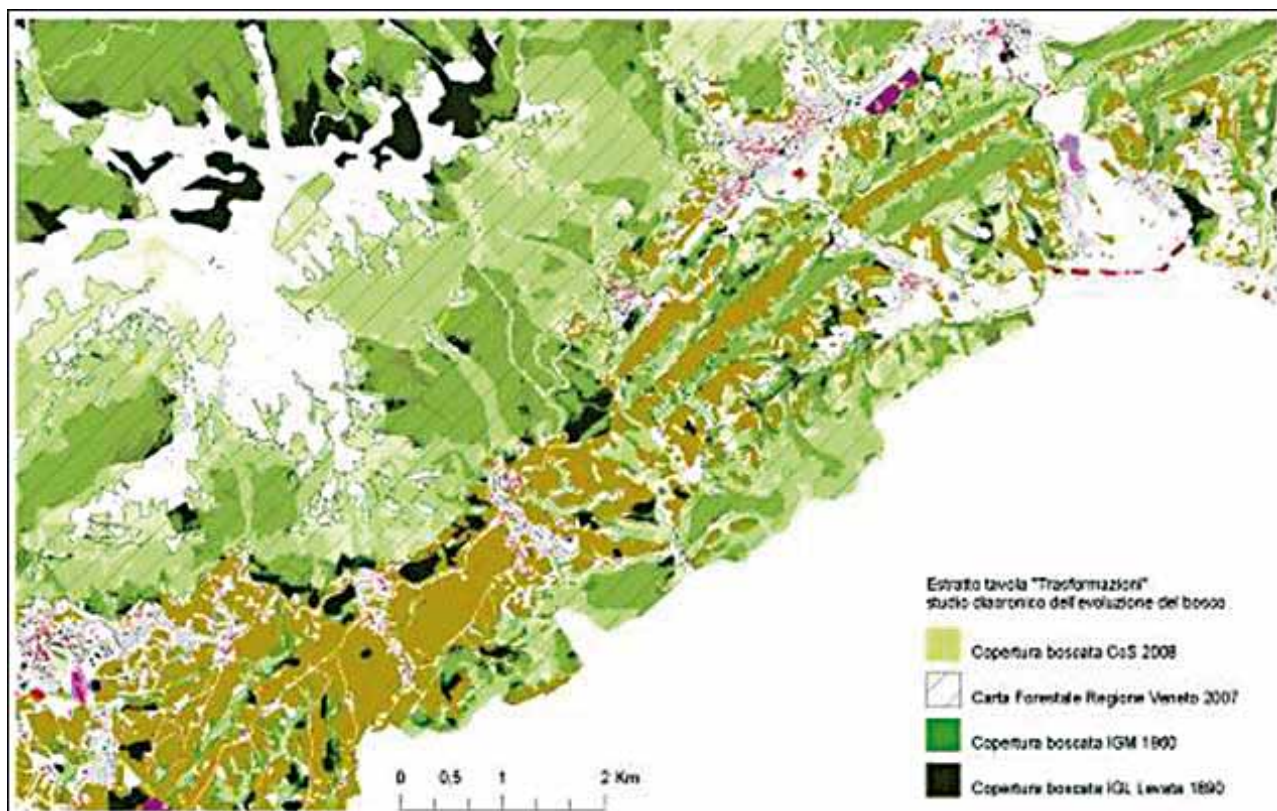 Estratto tavola "Trasformazioni"
studio diacronico dell'evoluzione del bosco
Copertura boscata CoS 2008
Carta Forestale Regione Veneto 2007
Copertura boscata IGM 1960
Copertura boscata IGL Levata 1890
0 0,5 1 2 Km